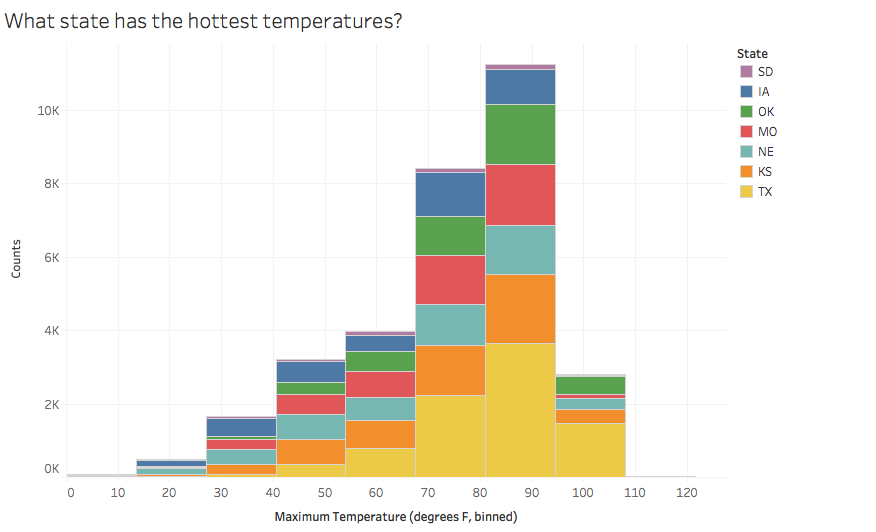 What state has the hottest temperatures?
State
SD
IA
OK
MO
NE
KS
TX
Counts
10K
8K
6K
4K
2K
0K
0 10 20 30 40 50 60 70 80 90 100 110 120
Maximum Temperature (degrees F, binned)